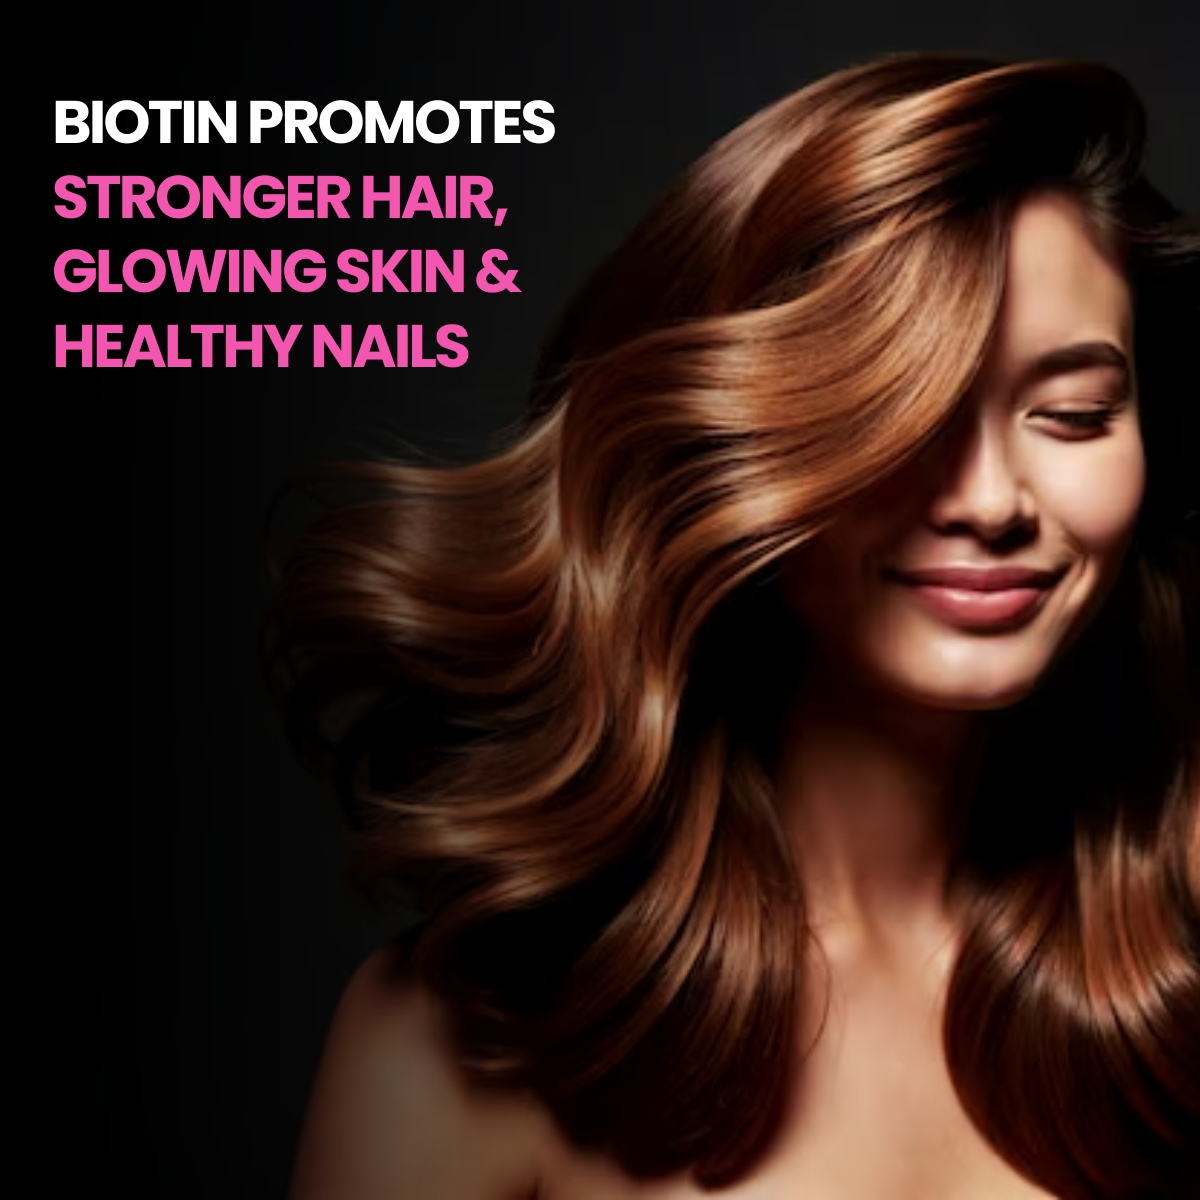 BIOTIN PROMOTES
STRONGER HAIR,
GLOWING SKIN &
HEALTHY NAILS